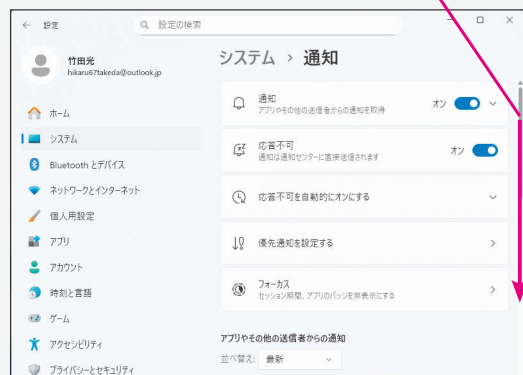 設定
設定の検索
竹田光
hikaru67takeda@outlook.jp
ホーム
システム
Bluetooth とデバイス
ネットワークとインターネット
個人用設定
アプリ
アカウント
時刻と言語
ゲーム
アクセシビリティ
プライバシーとセキュリティ
システム > 通知
通知
アプリやその他の送信者からの通知を取得
オン
応答不可
通知は通知センターに直接送信されます
オン
応答不可を自動的にオンにする
優先通知を設定する
フォーカス
セッション期間、アプリのバッジを非表示にする
アプリやその他の送信者からの通知
並べ替え: 最新